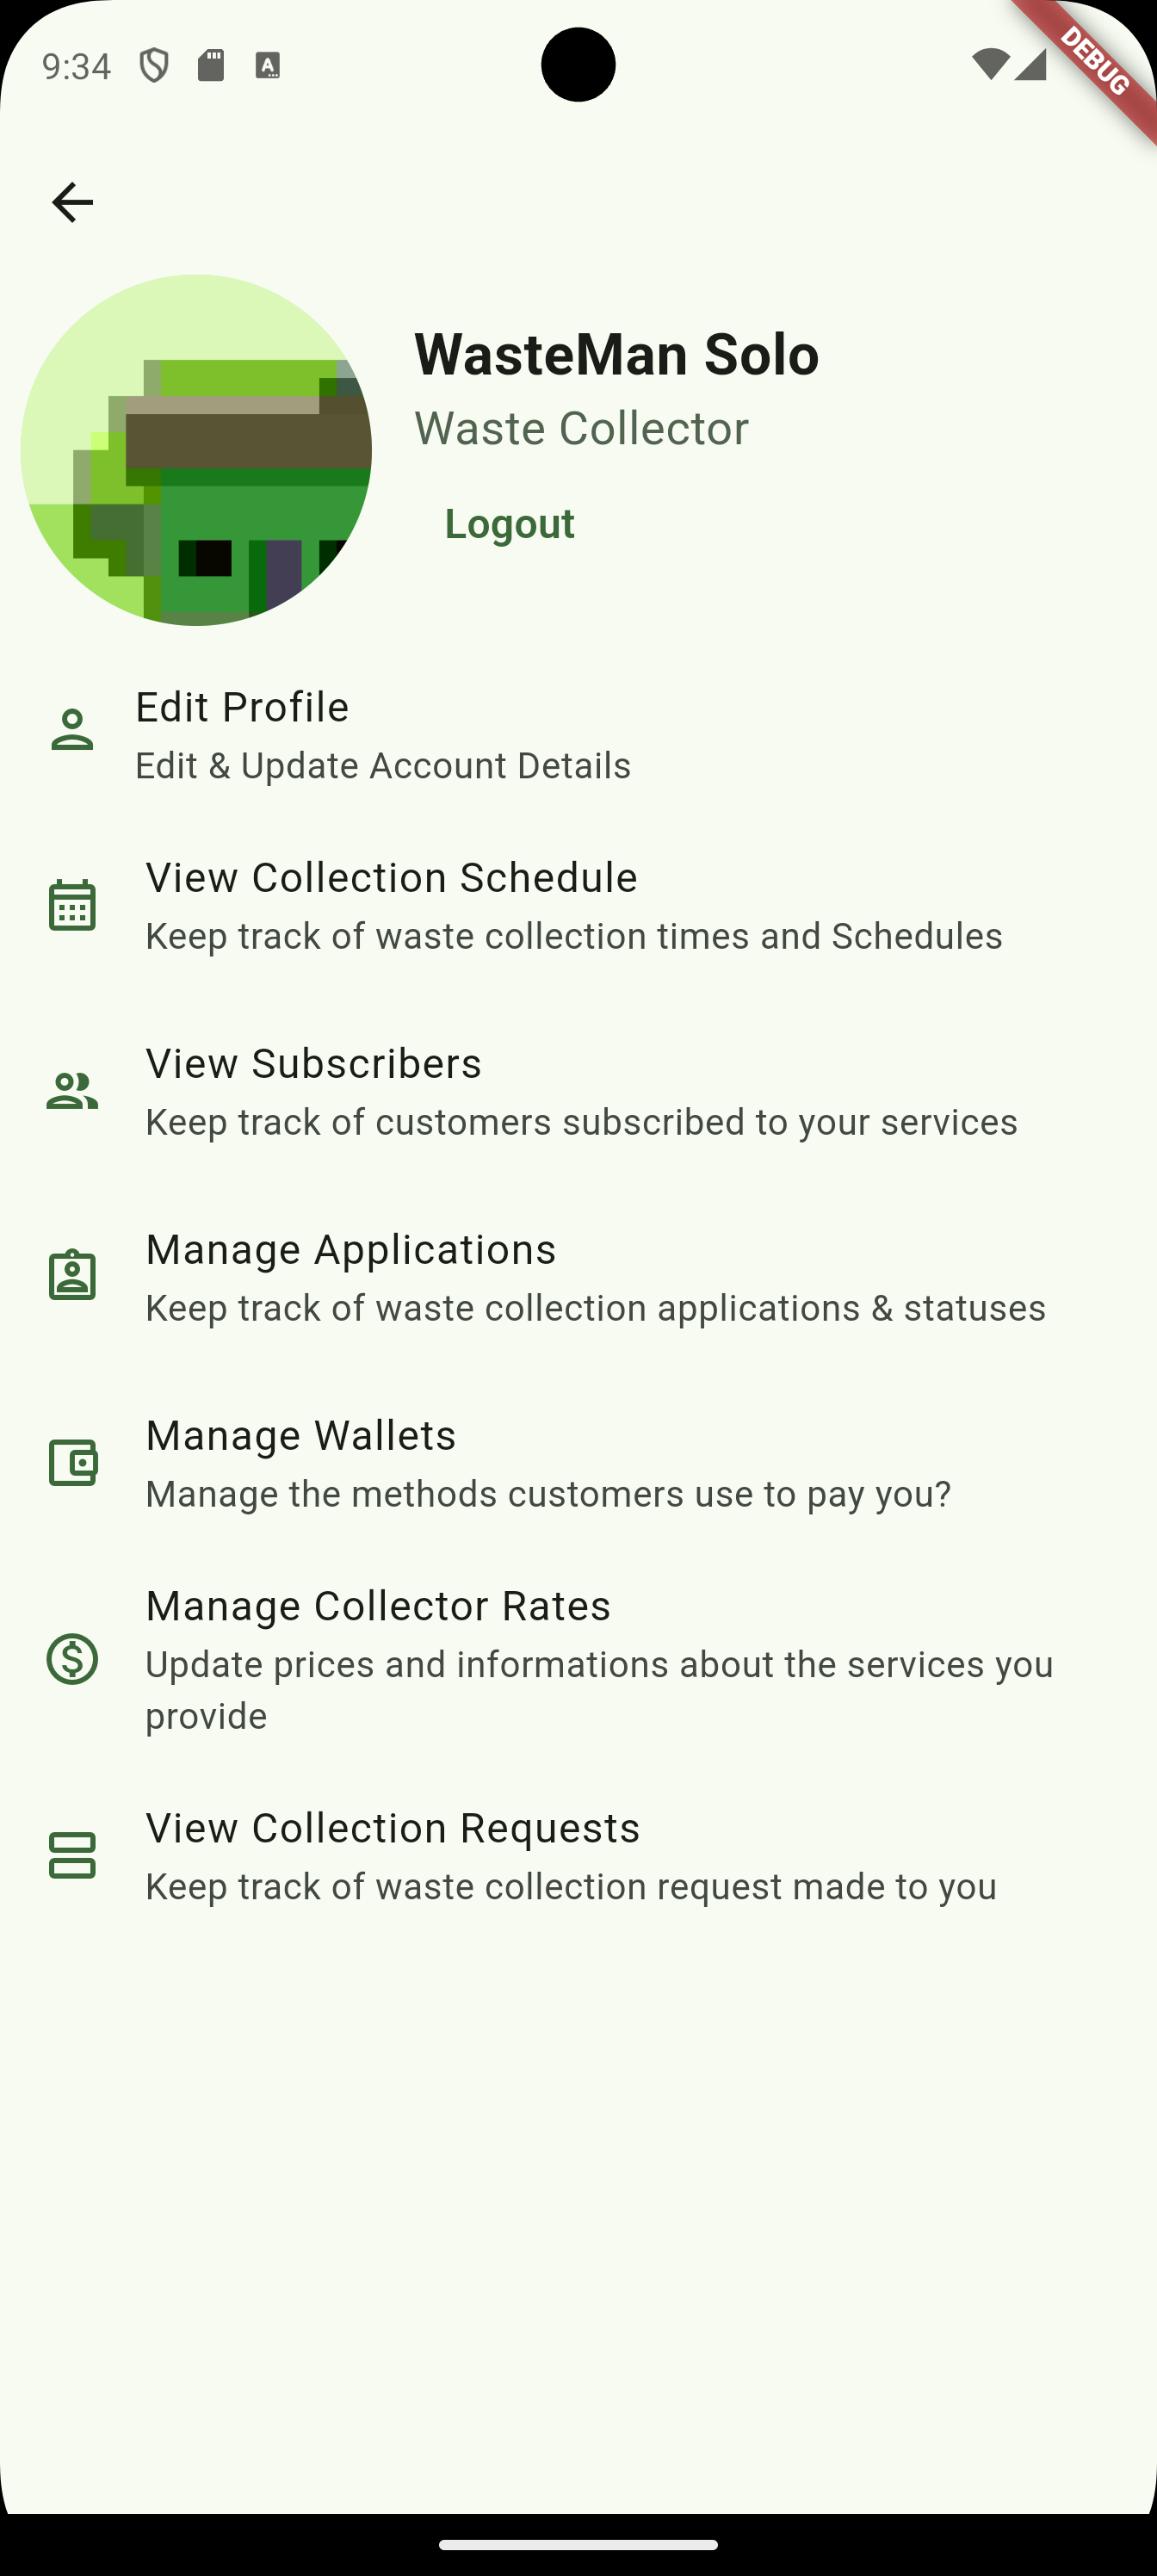 9:34
DEBUG
WasteMan Solo
Waste Collector
Logout
Edit Profile
Edit & Update Account Details
View Collection Schedule
Keep track of waste collection times and Schedules
View Subscribers
Keep track of customers subscribed to your services
Manage Applications
Keep track of waste collection applications & statuses
Manage Wallets
Manage the methods customers use to pay you?
Manage Collector Rates
Update prices and informations about the services you
provide
View Collection Requests
Keep track of waste collection request made to you